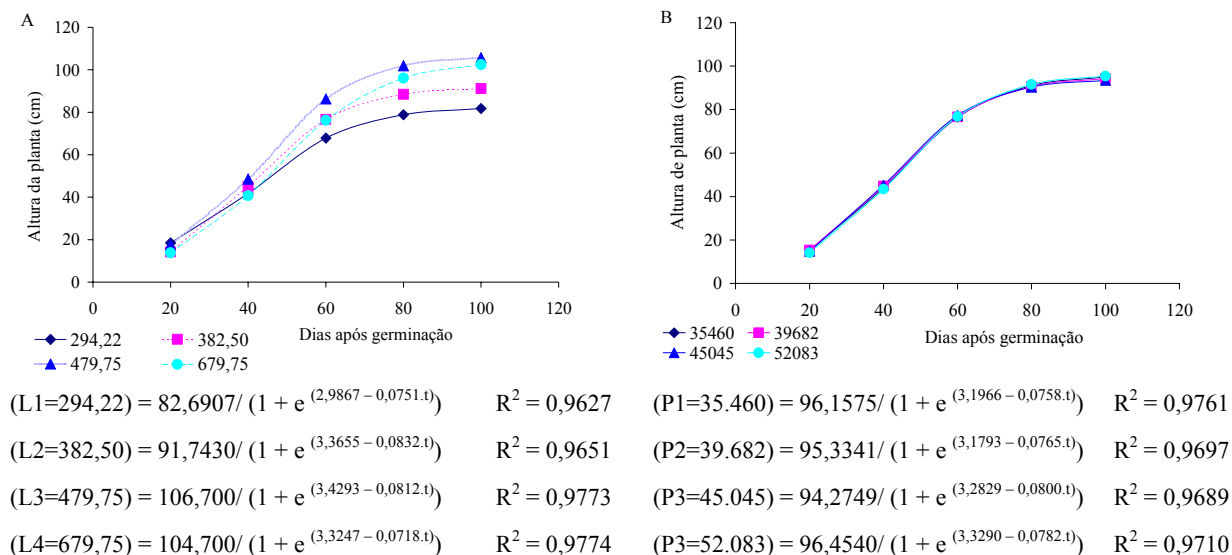 A
Altura da planta (cm)
120
100
80
60
40
20
0
0 20 40 60 80 100 120
Dias após germinação
294,22 382,50
479,75 679,75
B
Altura de planta (cm)
120
100
80
60
40
20
0
0 20 40 60 80 100 120
Dias após germinação
35460 39682
45045 52083
(L1=294,22) = 82,6907/ (1 + e (2,9867 – 0,0751.t)) R2 = 0,9627
(L2=382,50) = 91,7430/ (1 + e (3,3655 – 0,0832.t)) R2 = 0,9651
(L3=479,75) = 106,700/ (1 + e (3,4293 – 0,0812.t)) R2 = 0,9773
(L4=679,75) = 104,700/ (1 + e (3,3247 – 0,0718.t)) R2 = 0,9774
(P1=35.460) = 96,1575/ (1 + e (3,1966 – 0,0758.t)) R2 = 0,9761
(P2=39.682) = 95,3341/ (1 + e (3,1793 – 0,0765.t)) R2 = 0,9697
(P3=45.045) = 94,2749/ (1 + e (3,2829 – 0,0800.t)) R2 = 0,9689
(P3=52.083) = 96,4540/ (1 + e (3,3290 – 0,0782.t)) R2 = 0,9710